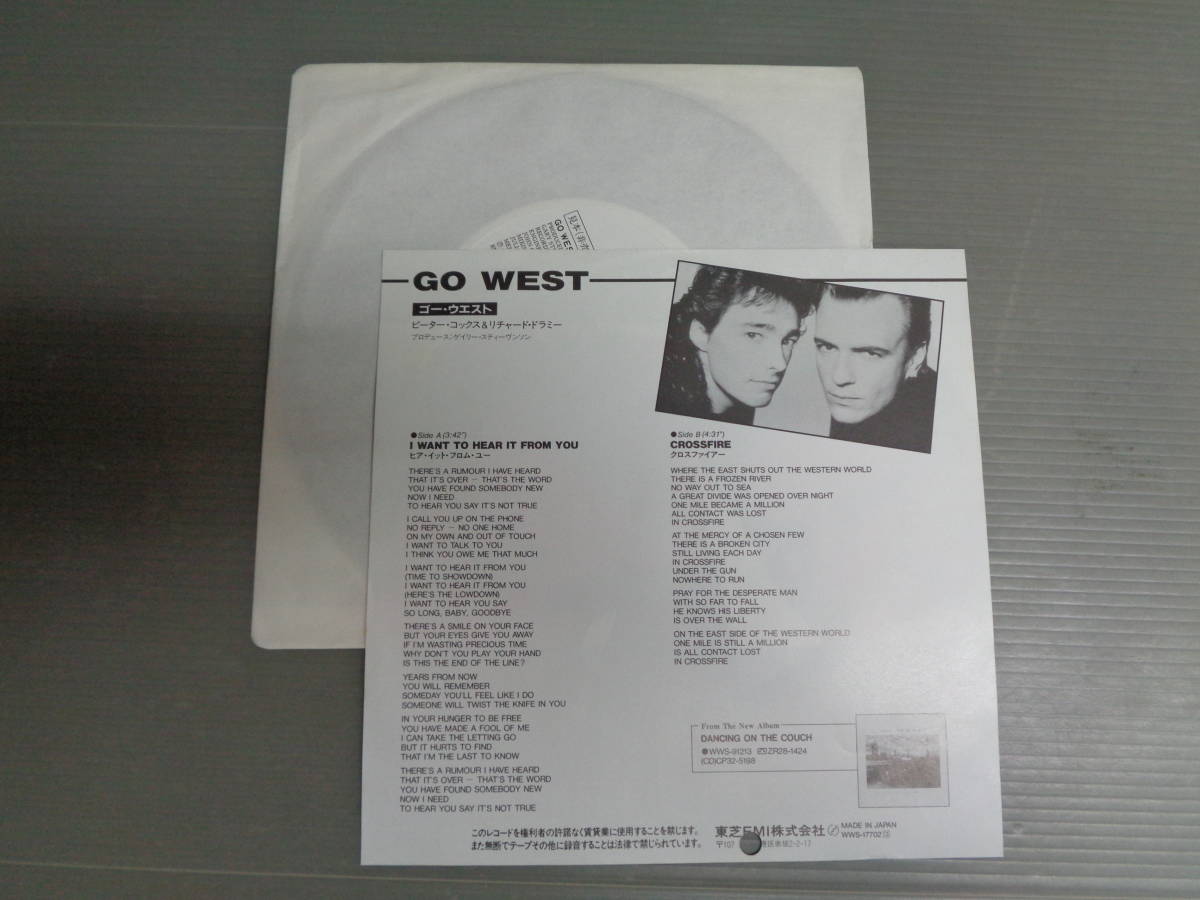 見本(非売
GO WES
GO WEST
ゴー・ウエスト
ピーター・コックス&リチャード・ドラミー
プロデュース:ゲイリー・スティーヴンソン
●Side A (3:42")
I WANT TO HEAR IT FROM YOU
ヒア・イット・フロム・ユー
THERE'S A RUMOUR I HAVE HEARD
THAT IT'S OVER — THAT'S THE WORD
YOU HAVE FOUND SOMEBODY NEW
NOW I NEED
TO HEAR YOU SAY IT'S NOT TRUE
I CALL YOU UP ON THE PHONE
NO REPLY — NO ONE HOME
ON MY OWN AND OUT OF TOUCH
I WANT TO TALK TO YOU
I THINK YOU OWE ME THAT MUCH
I WANT TO HEAR IT FROM YOU
(TIME TO SHOWDOWN)
I WANT TO HEAR IT FROM YOU
(HERE'S THE LOWDOWN)
I WANT TO HEAR YOU SAY
SO LONG, BABY, GOODBYE
THERE'S A SMILE ON YOUR FACE
BUT YOUR EYES GIVE YOU AWAY
IF I'M WASTING PRECIOUS TIME
WHY DON'T YOU PLAY YOUR HAND
IS THIS THE END OF THE LINE?
YEARS FROM NOW
YOU WILL REMEMBER
SOMEDAY YOU'LL FEEL LIKE I DO
SOMEONE WILL TWIST THE KNIFE IN YOU
IN YOUR HUNGER TO BE FREE
YOU HAVE MADE A FOOL OF ME
I CAN TAKE THE LETTING GO
BUT IT HURTS TO FIND
THAT I'M THE LAST TO KNOW
THERE'S A RUMOUR I HAVE HEARD
THAT IT'S OVER — THAT'S THE WORD
YOU HAVE FOUND SOMEBODY NEW
NOW I NEED
TO HEAR YOU SAY IT'S NOT TRUE
●Side B (4:31")
CROSSFIRE
クロスファイアー
WHERE THE EAST SHUTS OUT THE WESTERN WORLD
THERE IS A FROZEN RIVER
NO WAY OUT TO SEA
A GREAT DIVIDE WAS OPENED OVER NIGHT
ONE MILE BECAME A MILLION
ALL CONTACT WAS LOST
IN CROSSFIRE
AT THE MERCY OF A CHOSEN FEW
THERE IS A BROKEN CITY
STILL LIVING EACH DAY
IN CROSSFIRE
UNDER THE GUN
NOWHERE TO RUN
PRAY FOR THE DESPERATE MAN
WITH SO FAR TO FALL
HE KNOWS HIS LIBERTY
IS OVER THE WALL
ON THE EAST SIDE OF THE WESTERN WORLD
ONE MILE IS STILL A MILLION
IS ALL CONTACT LOST
IN CROSSFIRE
From The New Album
DANCING ON THE COUCH
●WWS-91213 ZR28-1424
(CD)CP32-5198
このレコードを権利者の許諾なく賃貸業に使用することを禁じます。
また無断でテープその他に録音することは法律で禁じられています。
東芝EMI株式会社 MADE IN JAPAN
WWS-17702
〒107 区赤坂2-2-17